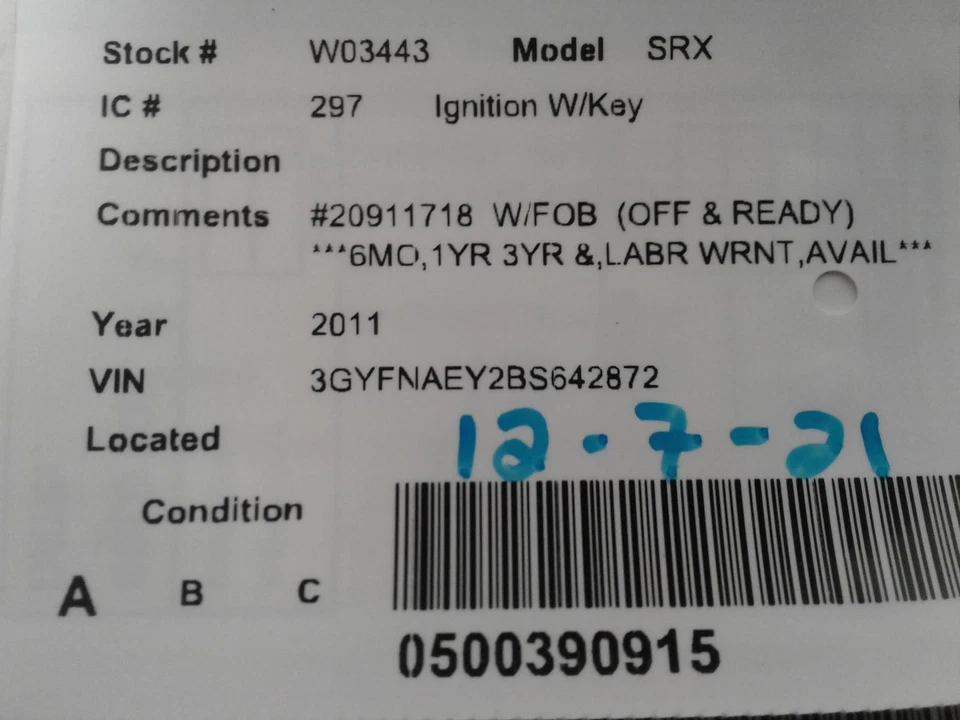 Stock # W03443 Model SRX
IC # 297 Ignition W/Key
Description
Comments #20911718 W/FOB (OFF & READY)
***6MO,1YR 3YR &,LABR WRNT,AVAIL***
Year 2011
VIN 3GYFNAEY2BS642872
Located 12-7-21
Condition
A B C
0500390915